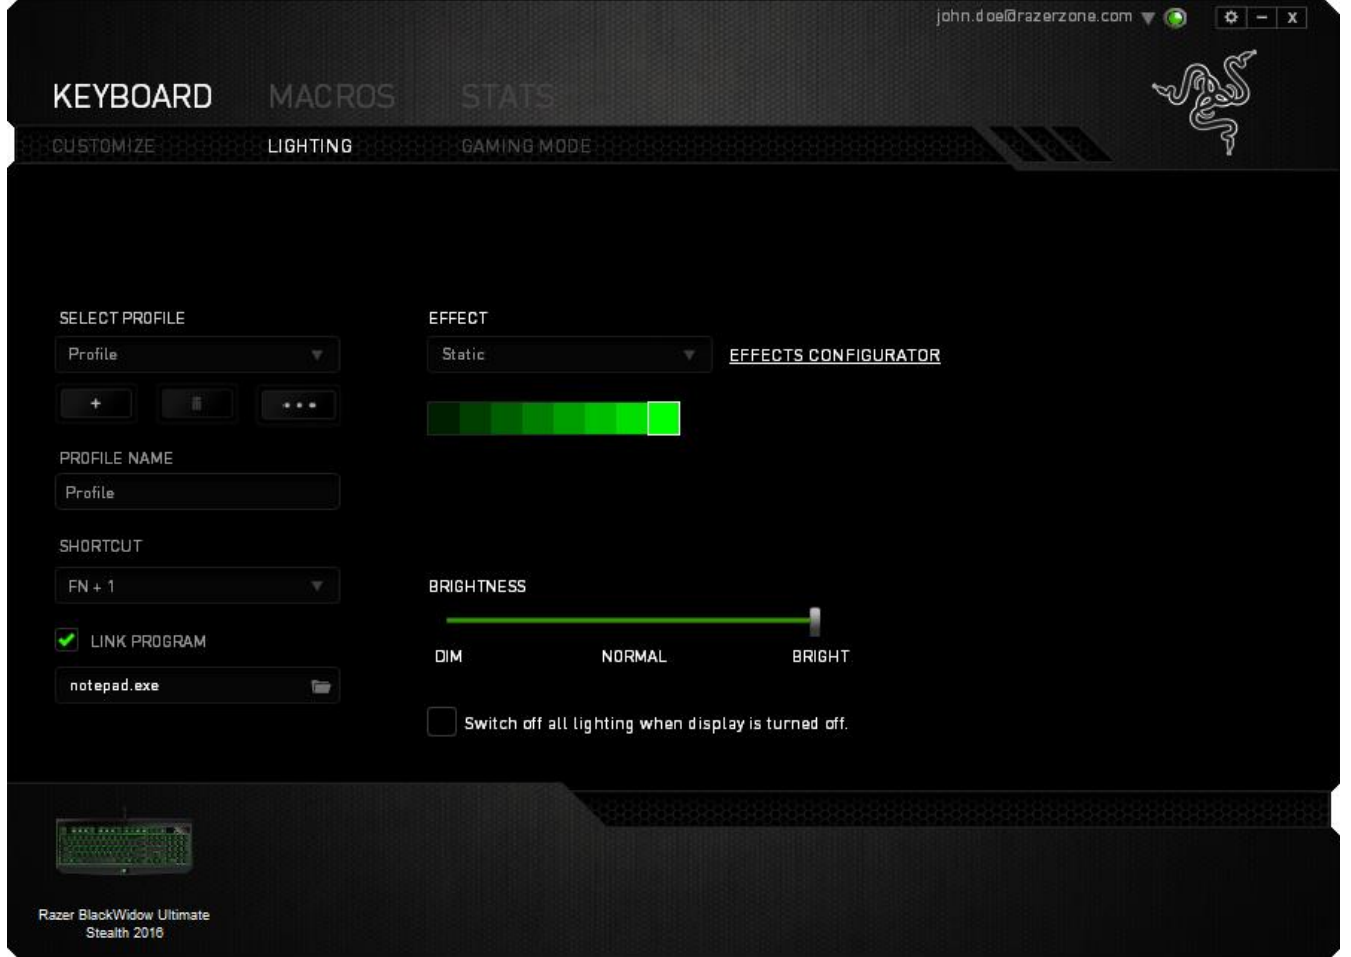 john.doe@razerzone.com
KEYBOARD MACROS STATS
CUSTOMIZE LIGHTING GAMING MODE
SELECT PROFILE
Profile
+
PROFILE NAME
Profile
SHORTCUT
FN + 1
LINK PROGRAM
notepad.exe
EFFECT
Static
EFFECTS CONFIGURATOR
BRIGHTNESS
DIM NORMAL BRIGHT
Switch off all lighting when display is turned off.
Razer BlackWidow Ultimate
Stealth 2016